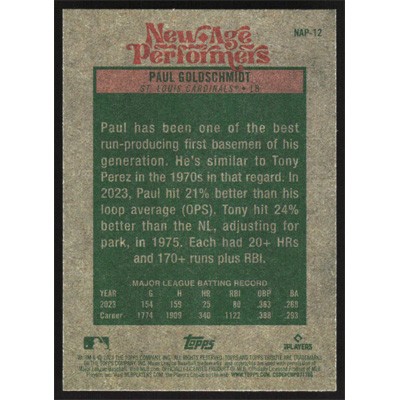 NAP-12
New Age
Performers
PAUL GOLDSCHMIDT
ST. LOUIS CARDINALS® • 1B
Paul has been one of the best
run-producing first basemen of his
generation. He's similar to Tony
Perez in the 1970s in that regard. In
2023, Paul hit 21% better than his
loop average (OPS). Tony hit 24%
better than the NL, adjusting for
park, in 1975. Each had 20+ HRs
and 170+ runs plus RBI.
MAJOR LEAGUE BATTING RECORD
YEAR G H HR RBI OBP BA
2023 154 159 25 80 .363 .268
Career 1774 1909 340 1122 .388 .293
TOPPS
PLAYERS